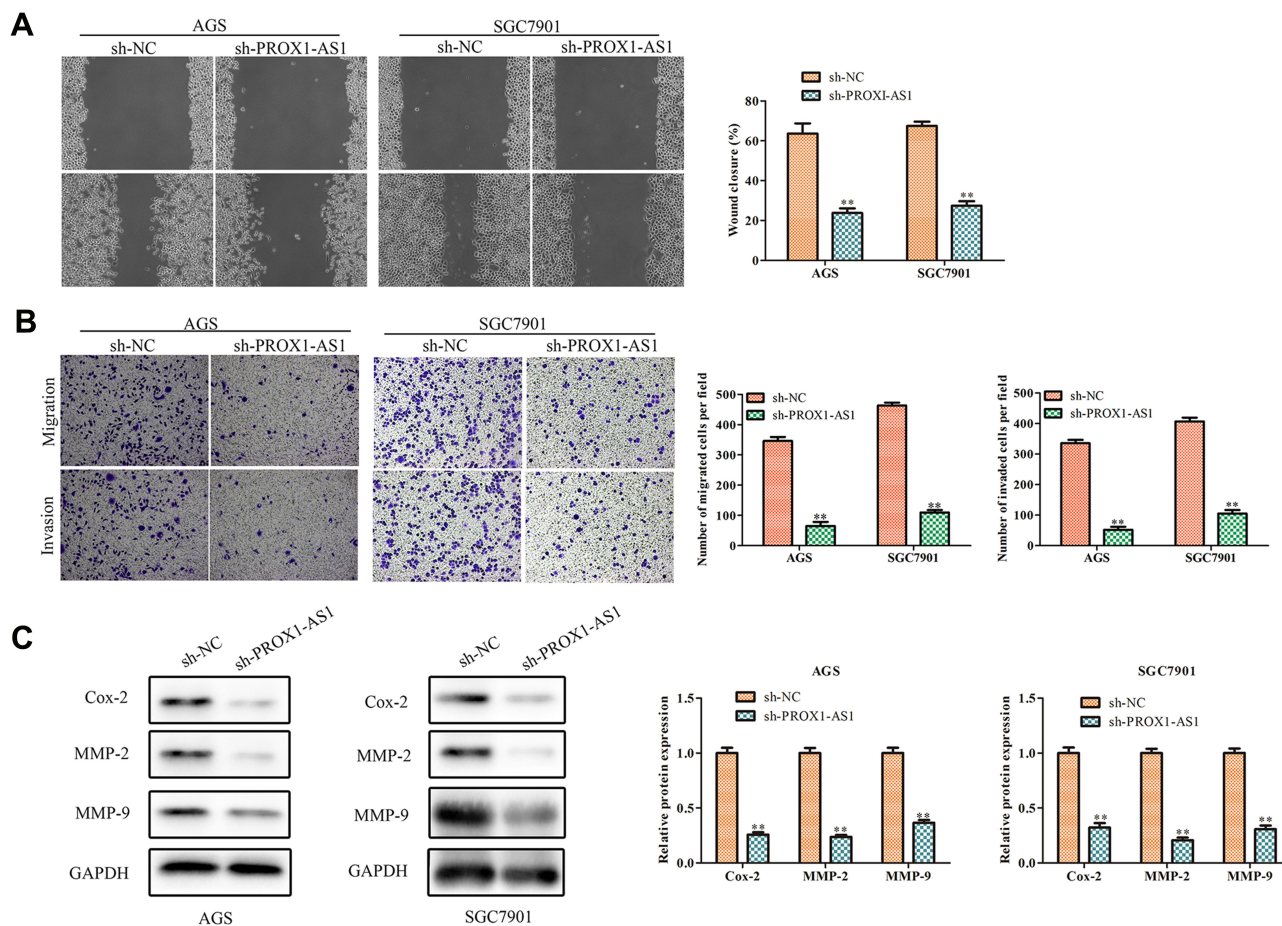 A
AGS
SGC7901
sh-NC
sh-PROX1-AS1
sh-NC
sh-PROX1-AS1
sh-NC
sh-PROXI-AS1
Wound closure (%)
80
60
40
20
0
**
**
AGS
SGC7901
B
AGS
SGC7901
sh-NC
sh-PROX1-AS1
sh-NC
sh-PROX1-AS1
Migration
Invasion
sh-NC
sh-PROX1-AS1
Number of migrated cells per field
500
400
300
200
100
0
**
**
AGS
SGC7901
sh-NC
sh-PROX1-AS1
Number of invaded cells per field
500
400
300
200
100
0
**
**
AGS
SGC7901
C
sh-NC
sh-PROX1-AS1
Cox-2
MMP-2
MMP-9
GAPDH
AGS
sh-NC
sh-PROX1-AS1
Cox-2
MMP-2
MMP-9
GAPDH
SGC7901
AGS
sh-NC
sh-PROX1-AS1
Relative protein expression
1.5
1.0
0.5
0.0
**
**
**
Cox-2
MMP-2
MMP-9
SGC7901
sh-NC
sh-PROX1-AS1
Relative protein expression
1.5
1.0
0.5
0.0
**
**
**
Cox-2
MMP-2
MMP-9